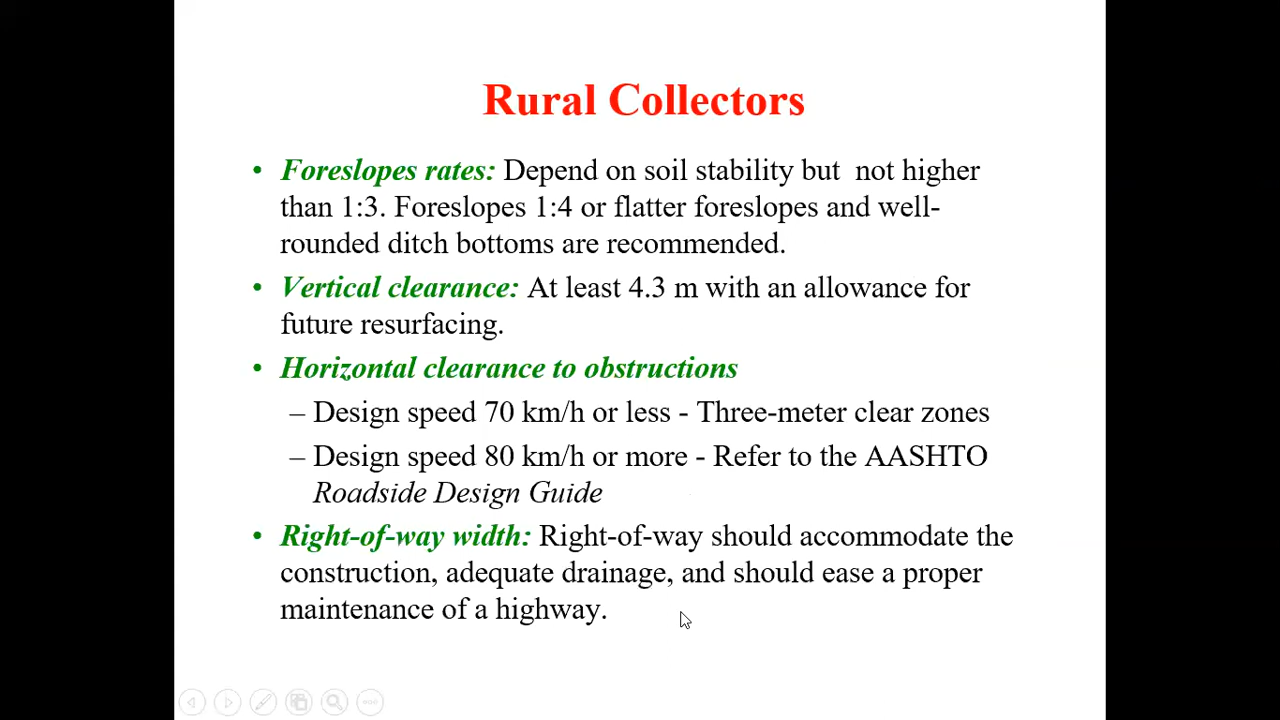 Rural Collectors
• Foreslopes rates: Depend on soil stability but  not higher
than 1:3. Foreslopes 1:4 or flatter foreslopes and well-
rounded ditch bottoms are recommended.
• Vertical clearance: At least 4.3 m with an allowance for
future resurfacing.
• Horizontal clearance to obstructions
– Design speed 70 km/h or less - Three-meter clear zones
– Design speed 80 km/h or more - Refer to the AASHTO
Roadside Design Guide
• Right-of-way width: Right-of-way should accommodate the
construction, adequate drainage, and should ease a proper
maintenance of a highway.